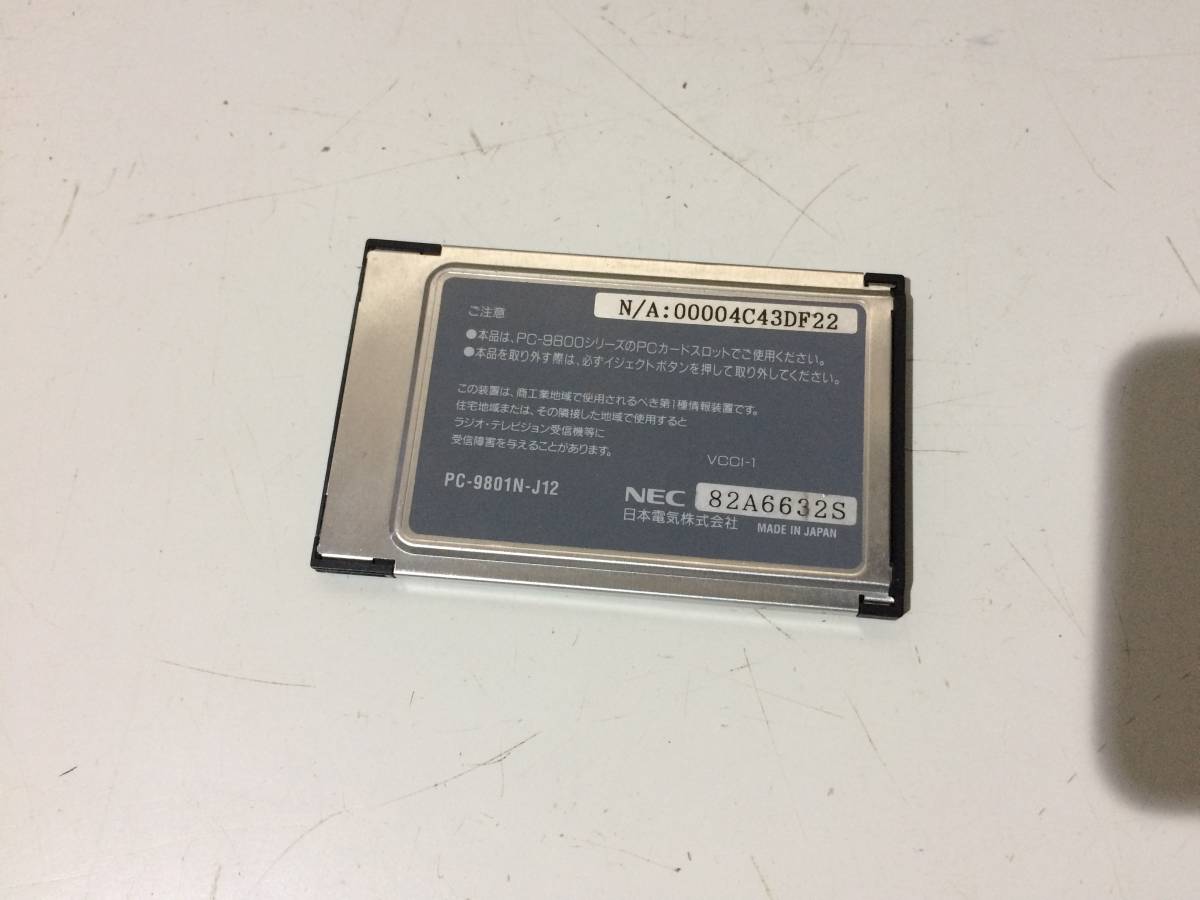 N/A:00004C43DF22
ご注意
●本品は、PC-9800シリーズのPCカードスロットでご使用ください。
●本品を取り外す際は、必ずイジェクトボタンを押して取り外してください。
この装置は、商工業地域で使用されるべき第1種情報装置です。
住宅地域または、その隣接した地域で使用すると
ラジオ・テレビジョン受信機等に
受信障害を与えることがあります。
VCCI-1
PC-9801N-J12
NEC 82A6632S
日本電気株式会社 MADE IN JAPAN